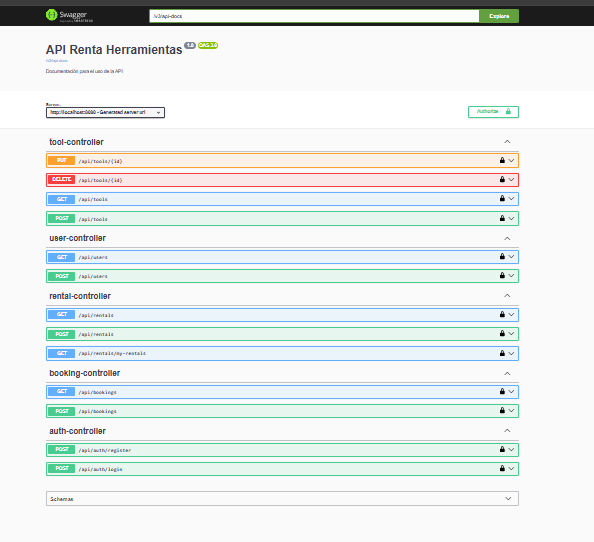 Swagger
/v3/api-docs
Explore
API Renta Herramientas 1.0 OAS 3.0
/v3/api-docs
Documentación para el uso de la API
Servers
http://localhost:8080 - Generated server url
Authorize
tool-controller
PUT /api/tools/{id}
DELETE /api/tools/{id}
GET /api/tools
POST /api/tools
user-controller
GET /api/users
POST /api/users
rental-controller
GET /api/rentals
POST /api/rentals
GET /api/rentals/my-rentals
booking-controller
GET /api/bookings
POST /api/bookings
auth-controller
POST /api/auth/register
POST /api/auth/login
Schemas